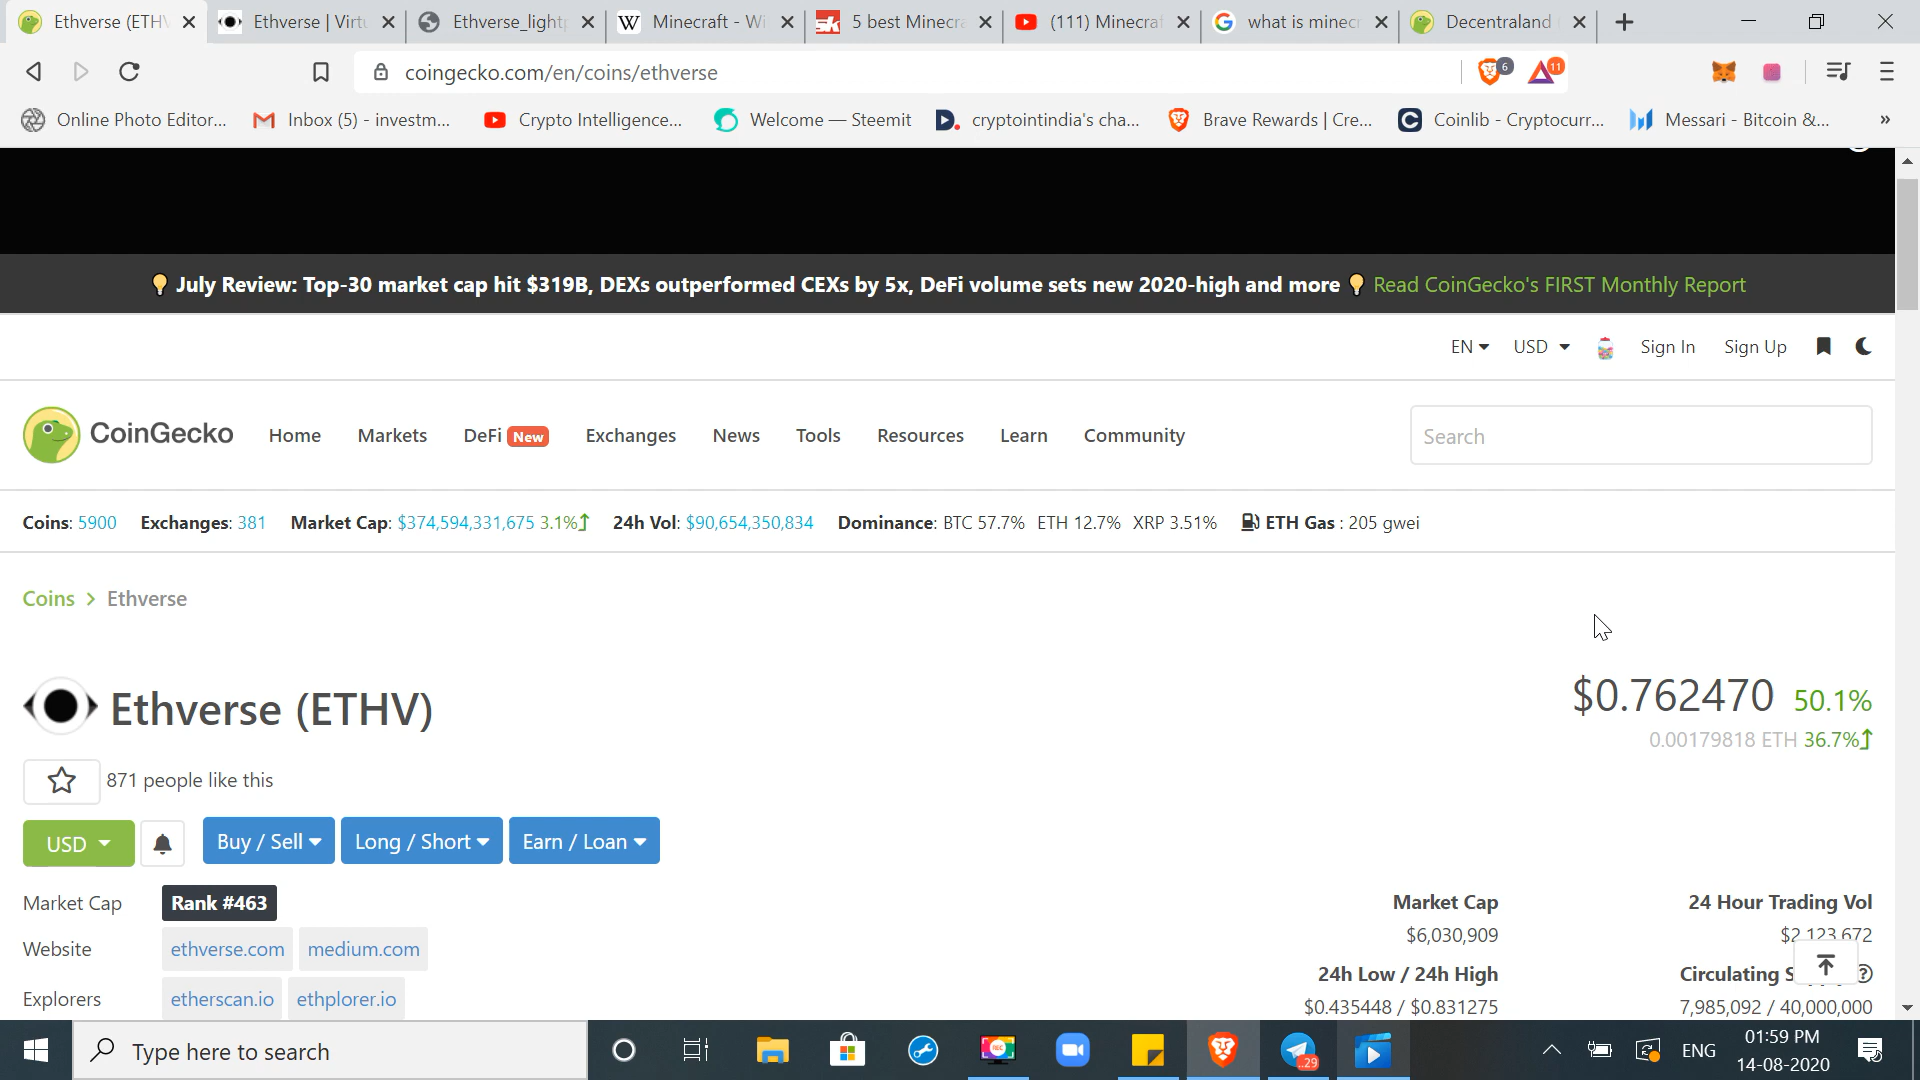 Ethverse (ETHV
Ethverse | Virtu
Ethverse_light
Minecraft - Wi
5 best Minecra
(111) Minecraf
what is minecr
Decentraland
coingecko.com/en/coins/ethverse
6
11
Online Photo Editor...
Inbox (5) - investm...
Crypto Intelligence...
Welcome — Steemit
cryptointindia's cha...
Brave Rewards | Cre...
Coinlib - Cryptocurr...
Messari - Bitcoin &...
»
July Review: Top-30 market cap hit $319B, DEXs outperformed CEXs by 5x, DeFi volume sets new 2020-high and more Read CoinGecko's FIRST Monthly Report
EN USD Sign In Sign Up
CoinGecko Home Markets DeFi New Exchanges News Tools Resources Learn Community Search
Coins: 5900 Exchanges: 381 Market Cap: $374,594,331,675 3.1% 24h Vol: $90,654,350,834 Dominance: BTC 57.7% ETH 12.7% XRP 3.51% ETH Gas : 205 gwei
Coins > Ethverse
Ethverse (ETHV)
$0.762470 50.1%
0.00179818 ETH 36.7%
871 people like this
USD Buy / Sell Long / Short Earn / Loan
Market Cap Rank #463
Website ethverse.com medium.com
Explorers etherscan.io ethplorer.io
Market Cap 24 Hour Trading Vol
$6,030,909 $2,123,672
24h Low / 24h High Circulating
$0.435448 / $0.831275 7,985,092 / 40,000,000
Type here to search
29
ENG
01:59 PM
14-08-2020